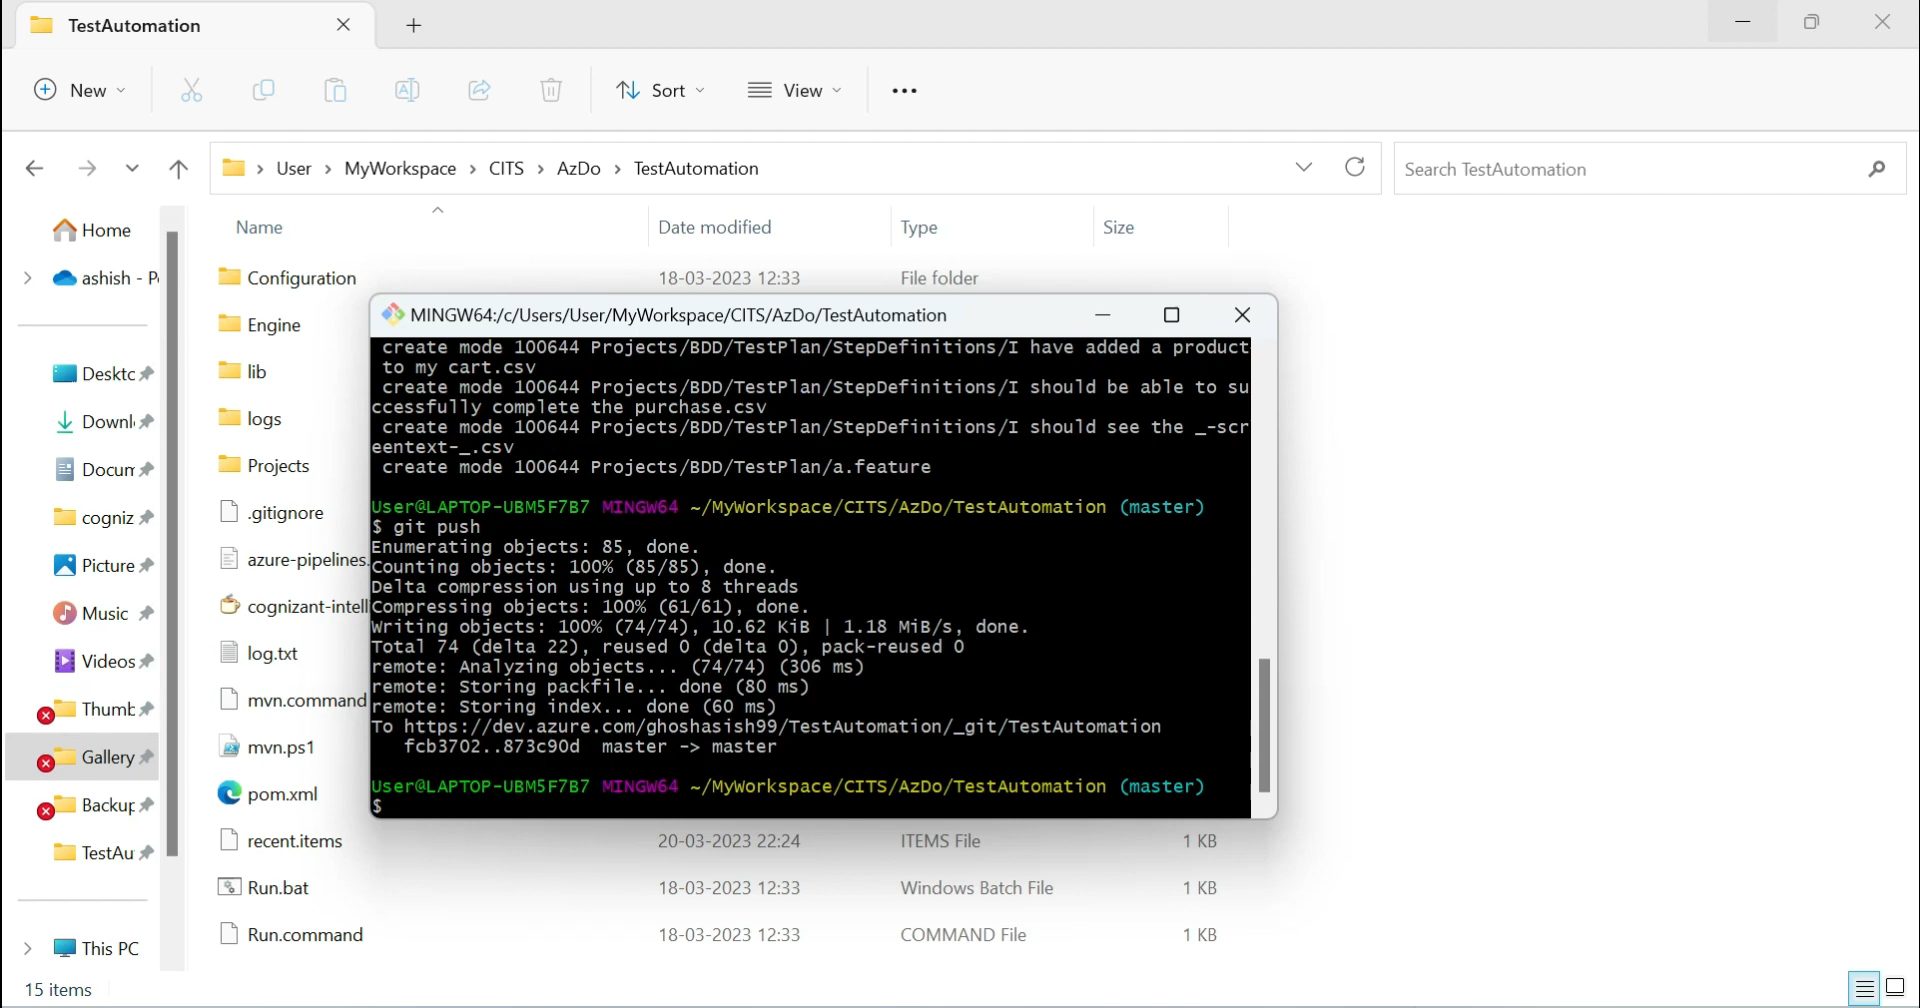 TestAutomation
New
Sort
View
User > MyWorkspace > CITS > AzDo > TestAutomation
Search TestAutomation
Home
ashish - P
Desktc
Downl
Docum
cogniz
Picture
Music
Videos
Thumb
Gallery
Backup
TestAu
This PC
Name Date modified Type Size
Configuration 18-03-2023 12:33 File folder
Engine
lib
logs
Projects
.gitignore
azure-pipelines.
cognizant-intell
log.txt
mvn.command
mvn.ps1
pom.xml
recent.items 20-03-2023 22:24 ITEMS File 1 KB
Run.bat 18-03-2023 12:33 Windows Batch File 1 KB
Run.command 18-03-2023 12:33 COMMAND File 1 KB
MINGW64:/c/Users/User/MyWorkspace/CITS/AzDo/TestAutomation
create mode 100644 Projects/BDD/TestPlan/StepDefinitions/I have added a product
to my cart.csv
create mode 100644 Projects/BDD/TestPlan/StepDefinitions/I should be able to su
ccessfully complete the purchase.csv
create mode 100644 Projects/BDD/TestPlan/StepDefinitions/I should see the _-scr
eentext-_.csv
create mode 100644 Projects/BDD/TestPlan/a.feature
User@LAPTOP-UBM5F7B7 MINGW64 ~/MyWorkspace/CITS/AzDo/TestAutomation (master)
$ git push
Enumerating objects: 85, done.
Counting objects: 100% (85/85), done.
Delta compression using up to 8 threads
Compressing objects: 100% (61/61), done.
Writing objects: 100% (74/74), 10.62 KiB | 1.18 MiB/s, done.
Total 74 (delta 22), reused 0 (delta 0), pack-reused 0
remote: Analyzing objects... (74/74) (306 ms)
remote: Storing packfile... done (80 ms)
remote: Storing index... done (60 ms)
To https://dev.azure.com/ghoshasish99/TestAutomation/_git/TestAutomation
fcb3702..873c90d master -> master
User@LAPTOP-UBM5F7B7 MINGW64 ~/MyWorkspace/CITS/AzDo/TestAutomation (master)
$
15 items